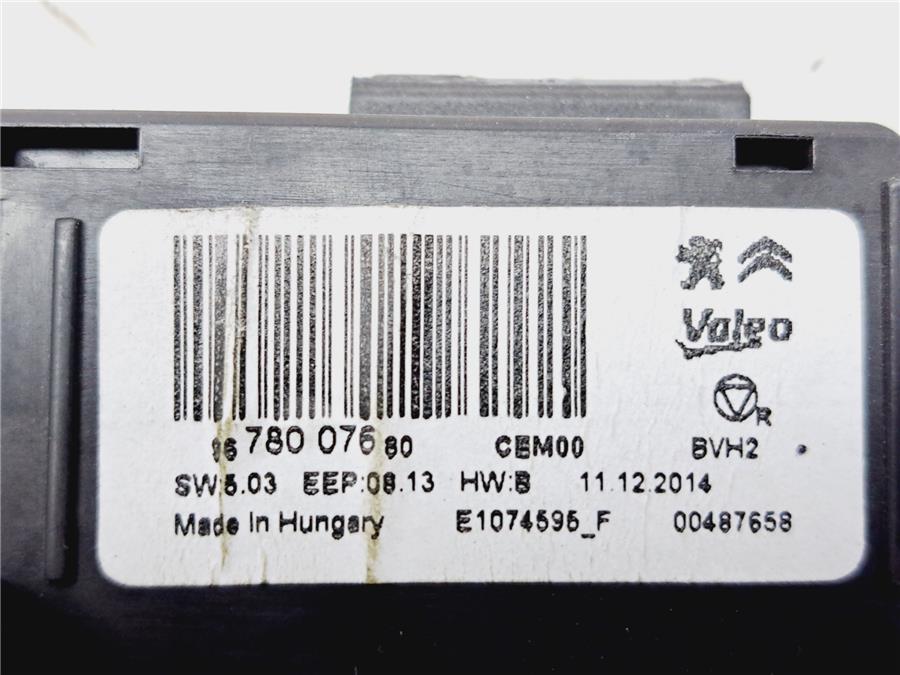 Valeo
R
96 780 076 80 CEM00 BVH2
SW:5.03 EEP:08.13 HW:B 11.12.2014
Made In Hungary E1074595_F 00487658